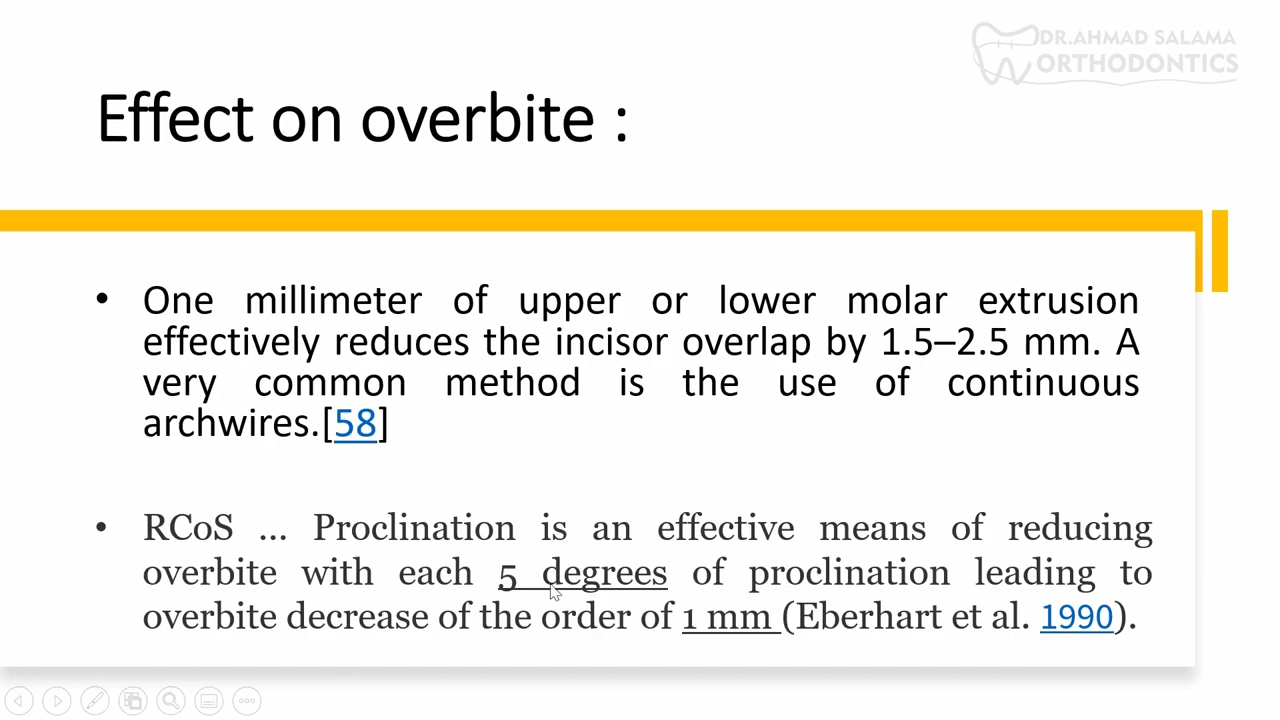 DR.AHMAD SALAMA
ORTHODONTICS
Effect on overbite :
• One millimeter of upper or lower molar extrusion
effectively reduces the incisor overlap by 1.5–2.5 mm. A
very common method is the use of continuous
archwires.[58]
• RCoS ... Proclination is an effective means of reducing
overbite with each 5 degrees of proclination leading to
overbite decrease of the order of 1 mm (Eberhart et al. 1990).